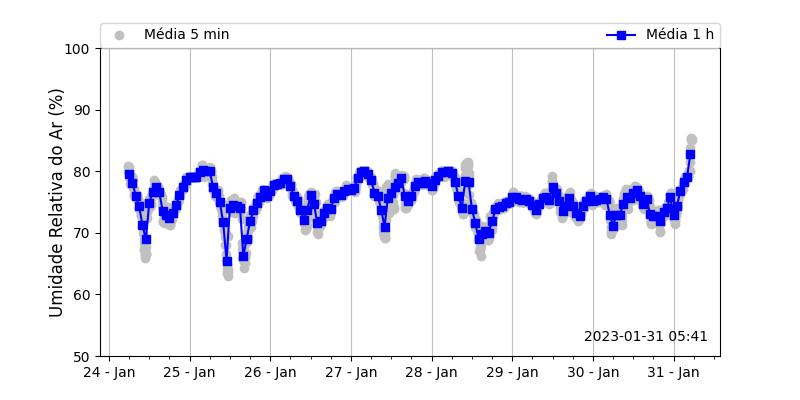 Média 5 min
Média 1 h
Umidade Relativa do Ar (%)
100
90
80
70
60
50
2023-01-31 05:41
24 - Jan
25 - Jan
26 - Jan
27 - Jan
28 - Jan
29 - Jan
30 - Jan
31 - Jan